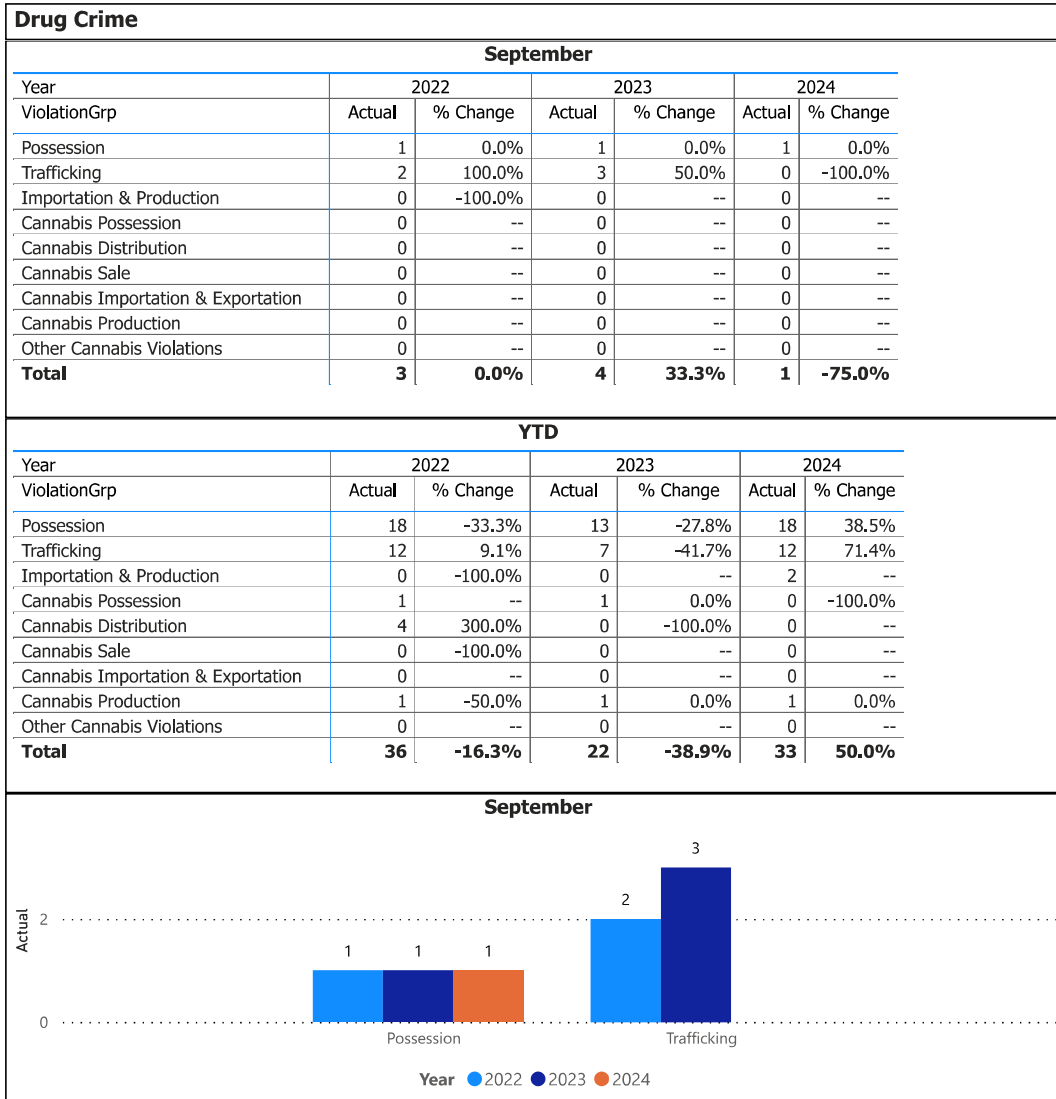 Drug Crime
September
Year 2022 2023 2024
ViolationGrp Actual % Change Actual % Change Actual % Change
Possession 1 0.0% 1 0.0% 1 0.0%
Trafficking 2 100.0% 3 50.0% 0 -100.0%
Importation & Production 0 -100.0% 0 -- 0 --
Cannabis Possession 0 -- 0 -- 0 --
Cannabis Distribution 0 -- 0 -- 0 --
Cannabis Sale 0 -- 0 -- 0 --
Cannabis Importation & Exportation 0 -- 0 -- 0 --
Cannabis Production 0 -- 0 -- 0 --
Other Cannabis Violations 0 -- 0 -- 0 --
Total 3 0.0% 4 33.3% 1 -75.0%
YTD
Year 2022 2023 2024
ViolationGrp Actual % Change Actual % Change Actual % Change
Possession 18 -33.3% 13 -27.8% 18 38.5%
Trafficking 12 9.1% 7 -41.7% 12 71.4%
Importation & Production 0 -100.0% 0 -- 2 --
Cannabis Possession 1 -- 1 0.0% 0 -100.0%
Cannabis Distribution 4 300.0% 0 -100.0% 0 --
Cannabis Sale 0 -100.0% 0 -- 0 --
Cannabis Importation & Exportation 0 -- 0 -- 0 --
Cannabis Production 1 -50.0% 1 0.0% 1 0.0%
Other Cannabis Violations 0 -- 0 -- 0 --
Total 36 -16.3% 22 -38.9% 33 50.0%
September
3
2
2
Actual
1 1 1
0
Possession Trafficking
Year 2022 2023 2024